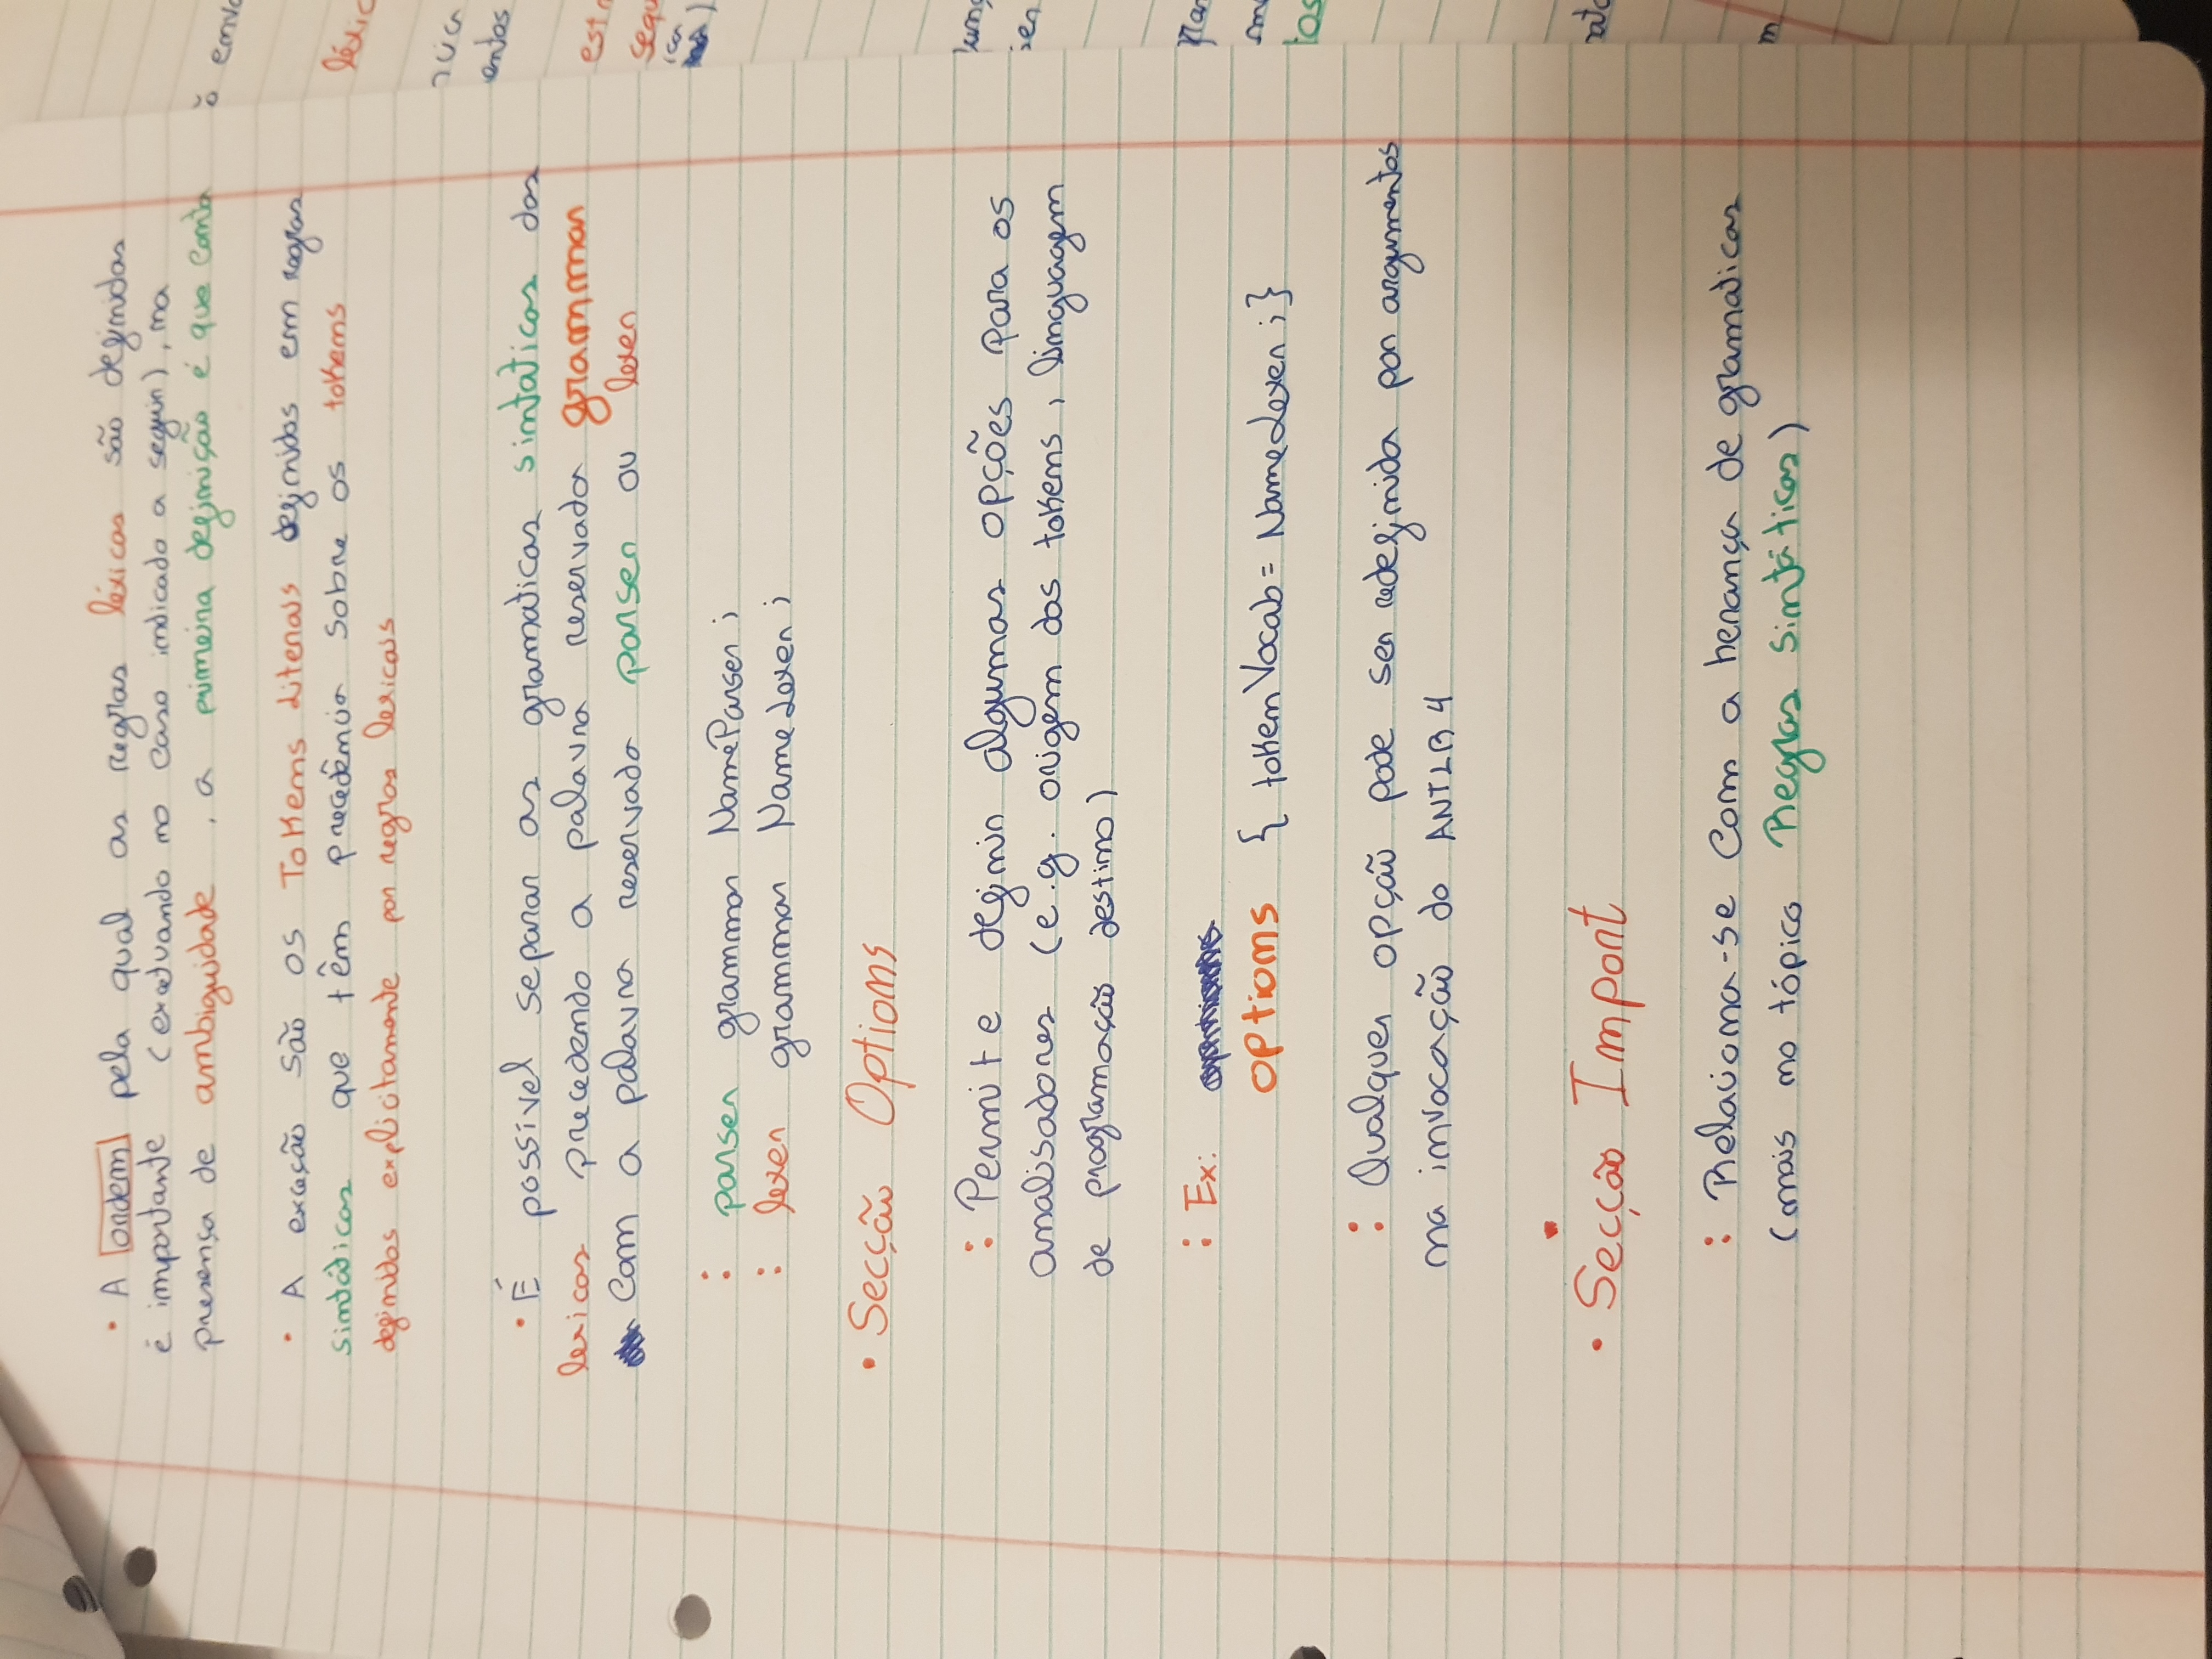 • A ordem pela qual as regras léxicas são definidas
é importante (exetuando no caso indicado a seguir), na
presença de ambiguidade, a primeira definição é que conta
• A exceção são os Tokens Literais definidos em regras
sintáticas que têm precedência sobre os tokens
definidos explicitamente por regras lexicais
• É possível separar as gramaticas sintaticas das
lexicas precedendo a palavra reservada grammar
com a palavra reservada parser ou lexer
: parser grammar NameParser;
: lexer grammar NameLexer;
• Secção Options
: Permite definir algumas opções para os
analisadores (e.g. origem dos tokens, linguagem
de programação destino)
: Ex:
options { tokenVocab = NameLexer;}
: Qualquer opção pode ser redefinida por argumentos
na invocação do ANTLR 4
• Secção Import
: Relaciona-se com a herança de gramaticas
(mais no tópico Regras Sintáticas)